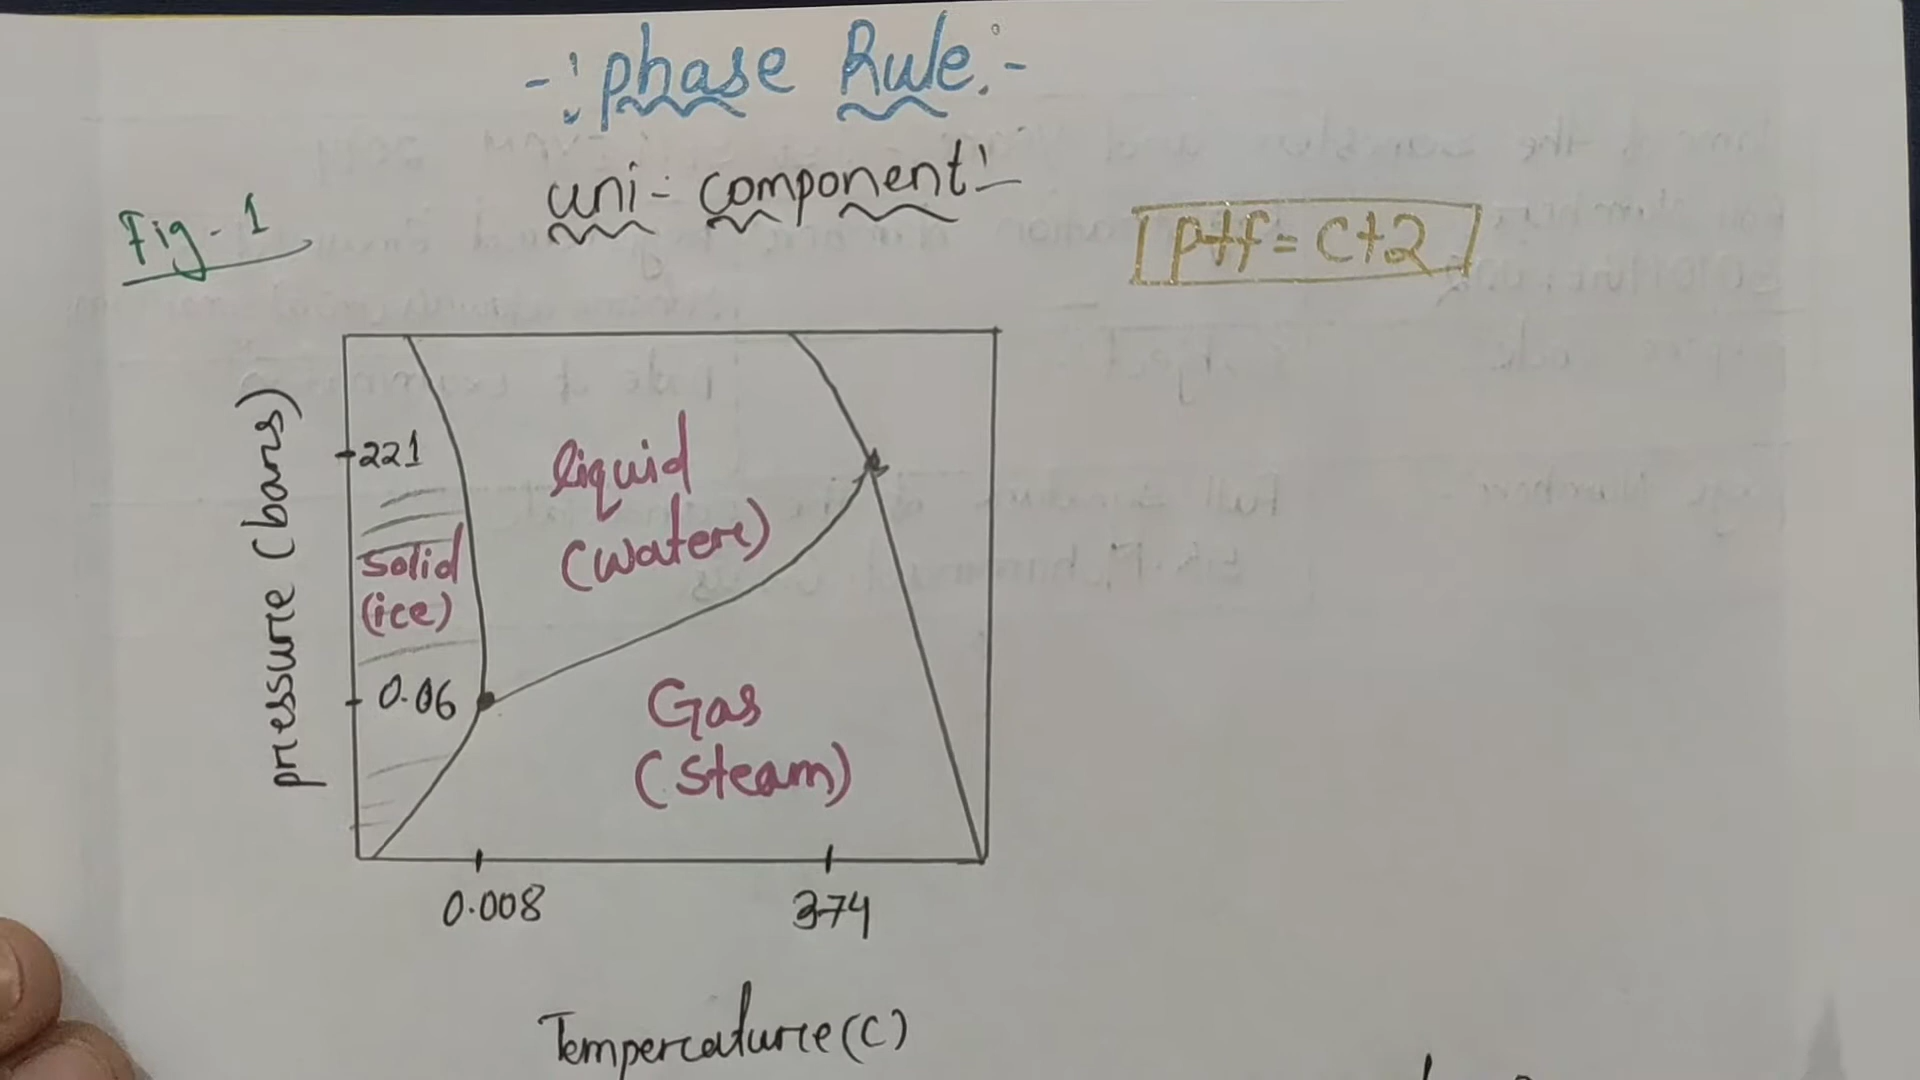 -: phase Rule :-
uni- component:-
Fig-1
P+f = C+2
pressure (bars)
221
liquid
(water)
solid
(ice)
0.06
Gas
(steam)
0.008
374
Temperature (C)